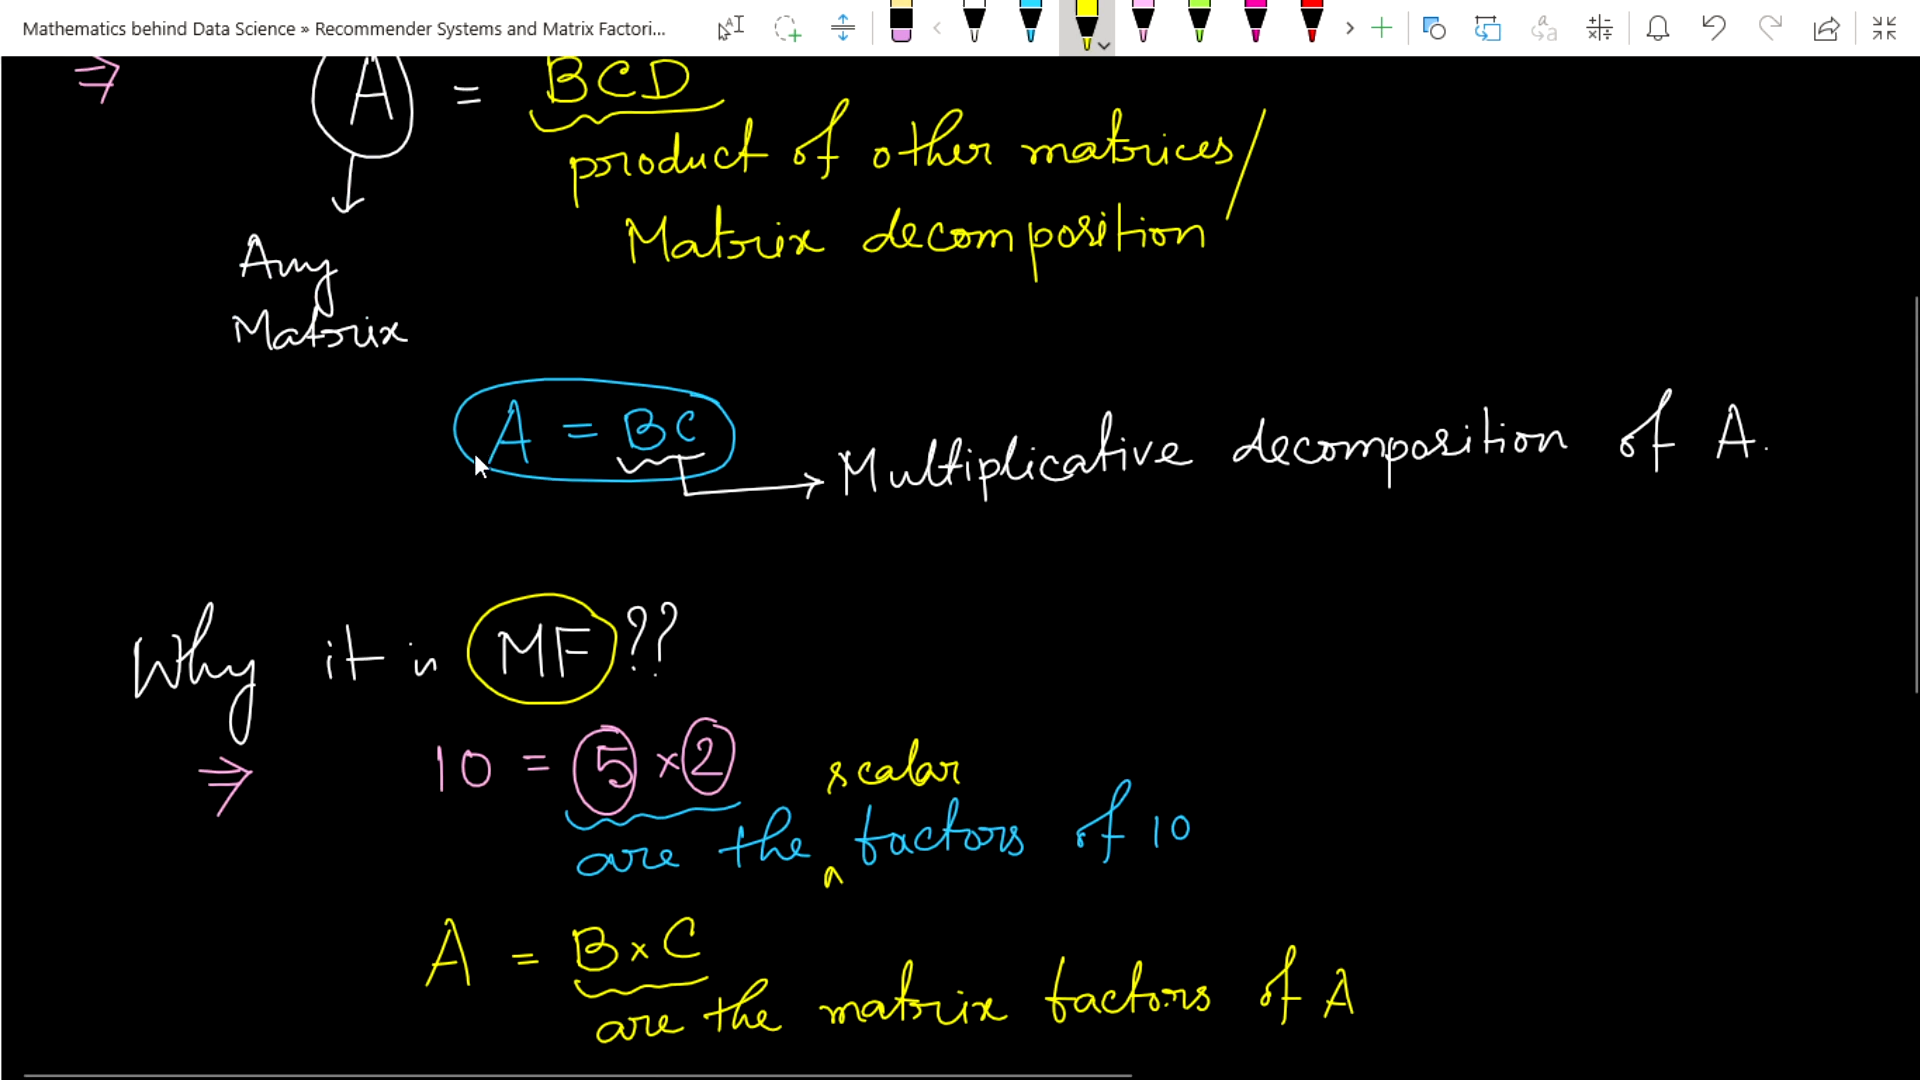 Mathematics behind Data Science » Recommender Systems and Matrix Factori...
⇒ A = BCD
product of other matrices/
Matrix decomposition
Any
Matrix
A = BC → Multiplicative decomposition of A.
Why it is MF??
⇒ 10 = 5 × 2
scalar
are the ^ factors of 10
A = B × C
are the matrix factors of A